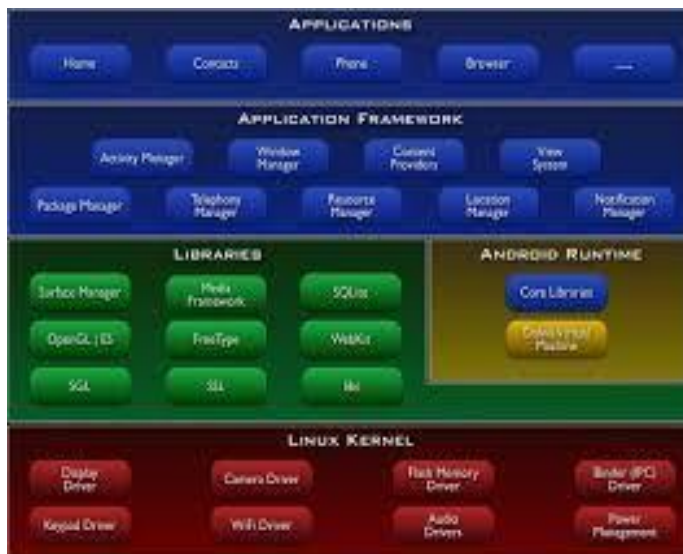 APPLICATIONS
Home Contacts Phone Browser ...
APPLICATION FRAMEWORK
Activity Manager Window Manager Content Providers View System
Package Manager Telephony Manager Resource Manager Location Manager Notification Manager
LIBRARIES
Surface Manager Media Framework SQLite
OpenGL | ES FreeType WebKit
SGL SSL libc
ANDROID RUNTIME
Core Libraries
Dalvik Virtual Machine
LINUX KERNEL
Display Driver Camera Driver Flash Memory Driver Binder (IPC) Driver
Keypad Driver WiFi Driver Audio Drivers Power Management